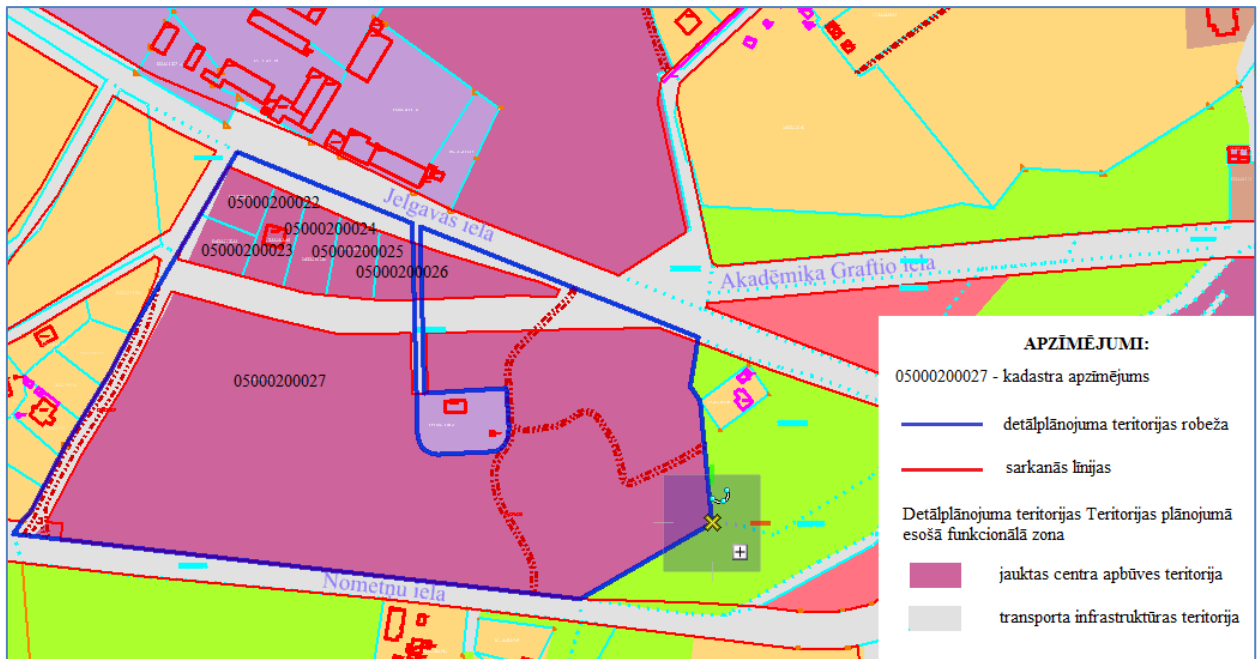 05000200022
Jelgavas iela
05000200024
05000200023
05000200025
05000200026
Akadēmiķa Graftio iela
05000200027
Nometņu iela
APZĪMĒJUMI:
05000200027 - kadastra apzīmējums
detālplānojuma teritorijas robeža
sarkanās līnijas
Detālplānojuma teritorijas Teritorijas plānojumā
esošā funkcionālā zona
jauktas centra apbūves teritorija
transporta infrastruktūras teritorija